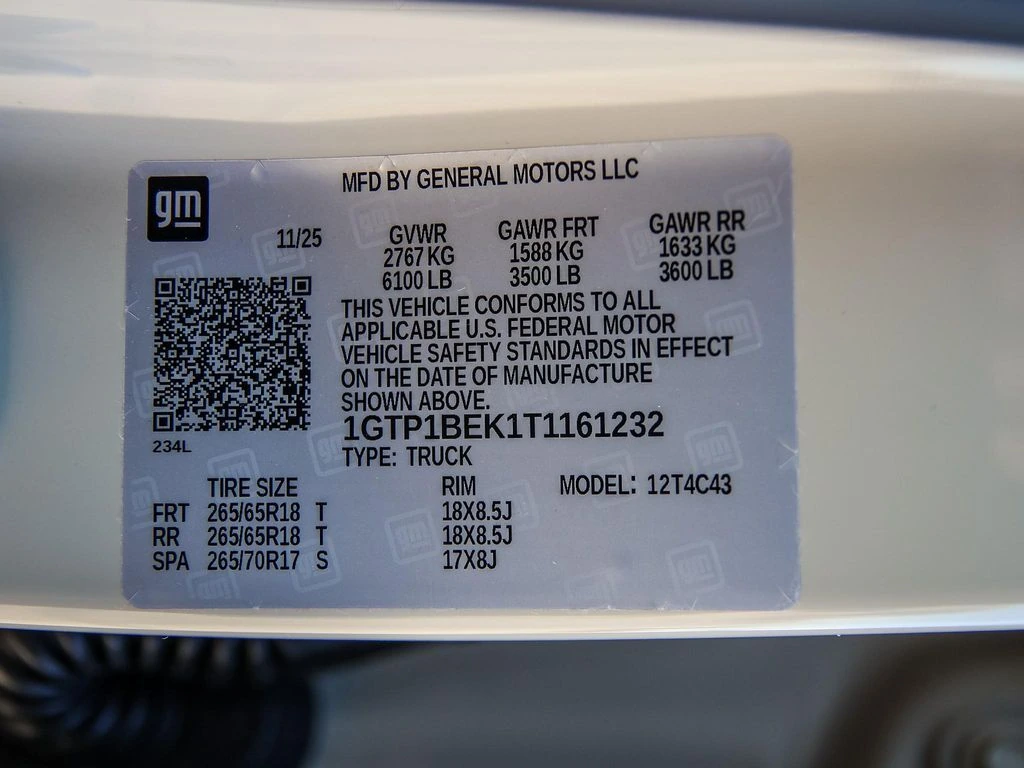 gm
MFD BY GENERAL MOTORS LLC
11/25 GVWR GAWR FRT GAWR RR
2767 KG 1588 KG 1633 KG
6100 LB 3500 LB 3600 LB
THIS VEHICLE CONFORMS TO ALL
APPLICABLE U.S. FEDERAL MOTOR
VEHICLE SAFETY STANDARDS IN EFFECT
ON THE DATE OF MANUFACTURE
SHOWN ABOVE.
1GTP1BEK1T1161232
234L
TYPE: TRUCK
TIRE SIZE RIM MODEL: 12T4C43
FRT 265/65R18 T 18X8.5J
RR 265/65R18 T 18X8.5J
SPA 265/70R17 S 17X8J